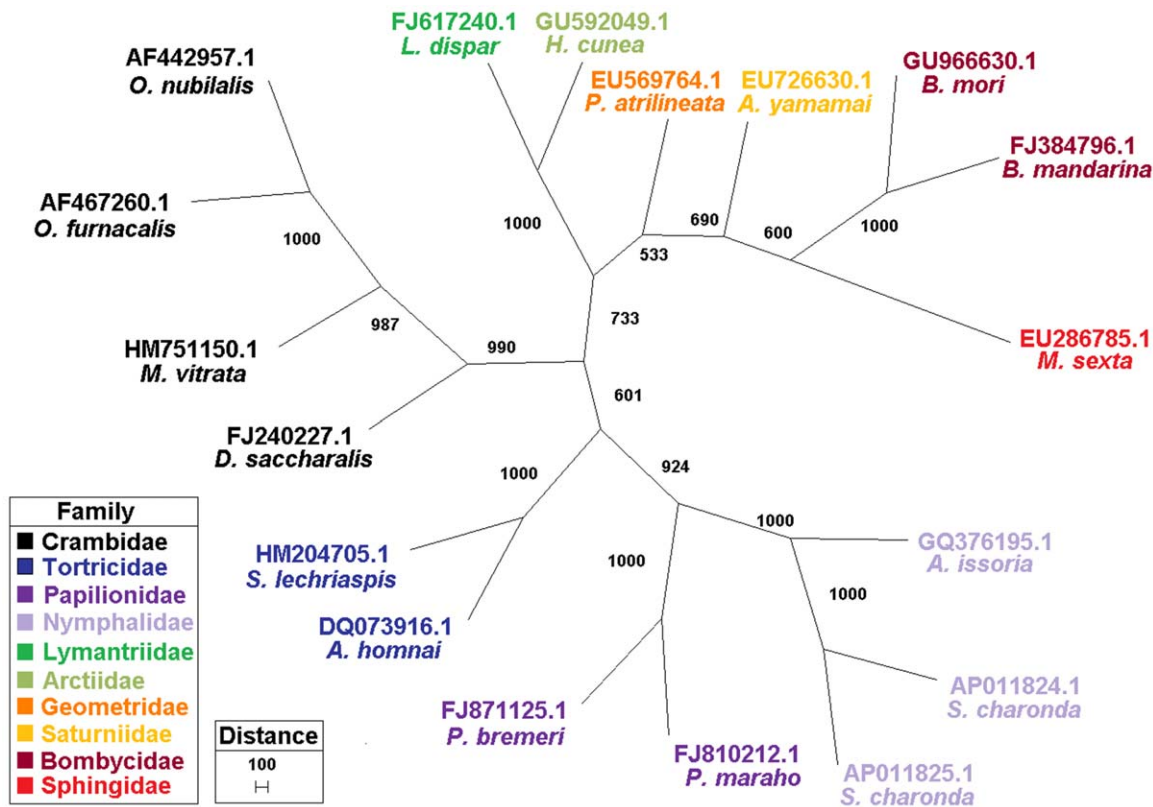 FJ617240.1
L. dispar
GU592049.1
H. cunea
AF442957.1
O. nubilalis
EU569764.1
P. atrilineata
EU726630.1
A. yamamai
GU966630.1
B. mori
FJ384796.1
B. mandarina
AF467260.1
O. furnacalis
1000
1000
690
600
1000
533
987
733
990
HM751150.1
M. vitrata
EU286785.1
M. sexta
601
FJ240227.1
D. saccharalis
1000
924
1000
GQ376195.1
A. issoria
HM204705.1
S. lechriaspis
1000
1000
DQ073916.1
A. homnai
AP011824.1
S. charonda
FJ871125.1
P. bremeri
FJ810212.1
P. maraho
AP011825.1
S. charonda
Family
Crambidae
Tortricidae
Papilionidae
Nymphalidae
Lymantriidae
Arctiidae
Geometridae
Saturniidae
Bombycidae
Sphingidae
Distance
100